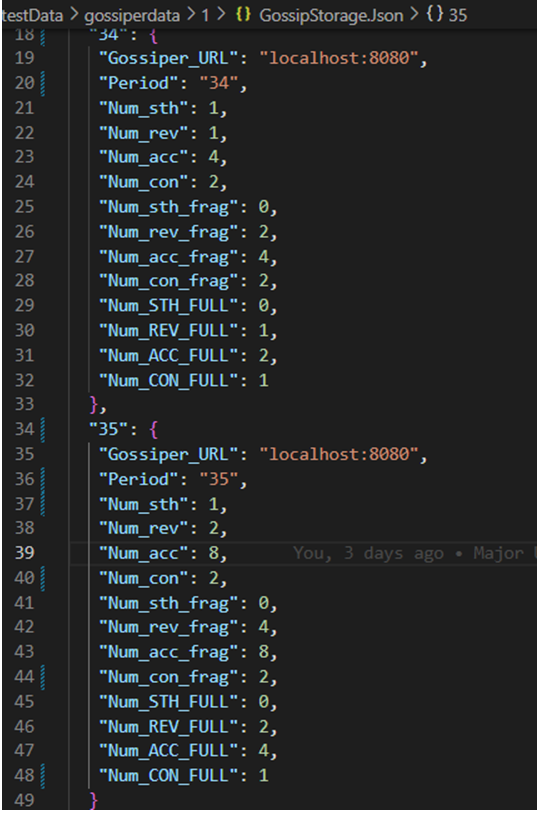 testData > gossiperdata > 1 > {} GossipStorage.Json > {} 35
18 "34": {
19 "Gossiper_URL": "localhost:8080",
20 "Period": "34",
21 "Num_sth": 1,
22 "Num_rev": 1,
23 "Num_acc": 4,
24 "Num_con": 2,
25 "Num_sth_frag": 0,
26 "Num_rev_frag": 2,
27 "Num_acc_frag": 4,
28 "Num_con_frag": 2,
29 "Num_STH_FULL": 0,
30 "Num_REV_FULL": 1,
31 "Num_ACC_FULL": 2,
32 "Num_CON_FULL": 1
33 },
34 "35": {
35 "Gossiper_URL": "localhost:8080",
36 "Period": "35",
37 "Num_sth": 1,
38 "Num_rev": 2,
39 "Num_acc": 8, You, 3 days ago • Major
40 "Num_con": 2,
41 "Num_sth_frag": 0,
42 "Num_rev_frag": 4,
43 "Num_acc_frag": 8,
44 "Num_con_frag": 2,
45 "Num_STH_FULL": 0,
46 "Num_REV_FULL": 2,
47 "Num_ACC_FULL": 4,
48 "Num_CON_FULL": 1
49 }